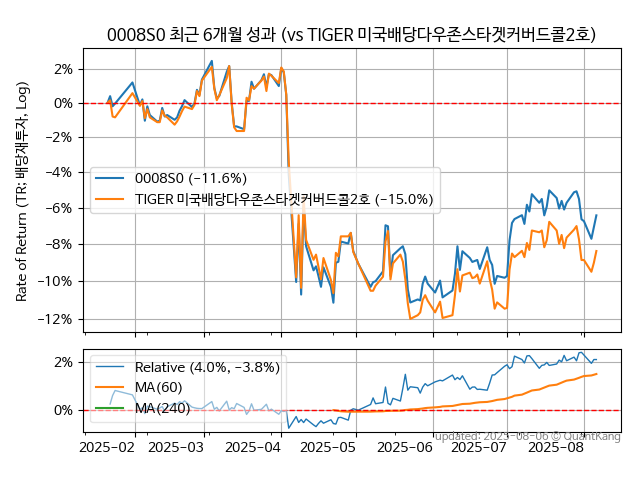 0008S0 최근 6개월 성과 (vs TIGER 미국배당다우존스타겟커버드콜2호)
Rate of Return (TR; 배당재투자, Log)
2%
0%
−2%
−4%
−6%
−8%
−10%
−12%
0008S0 (−11.6%)
TIGER 미국배당다우존스타겟커버드콜2호 (−15.0%)
2%
0%
Relative (4.0%, −3.8%)
MA(60)
MA(240)
2025-02 2025-03 2025-04 2025-05 2025-06 2025-07 2025-08
updated: 2025-08-06 © QuantKang